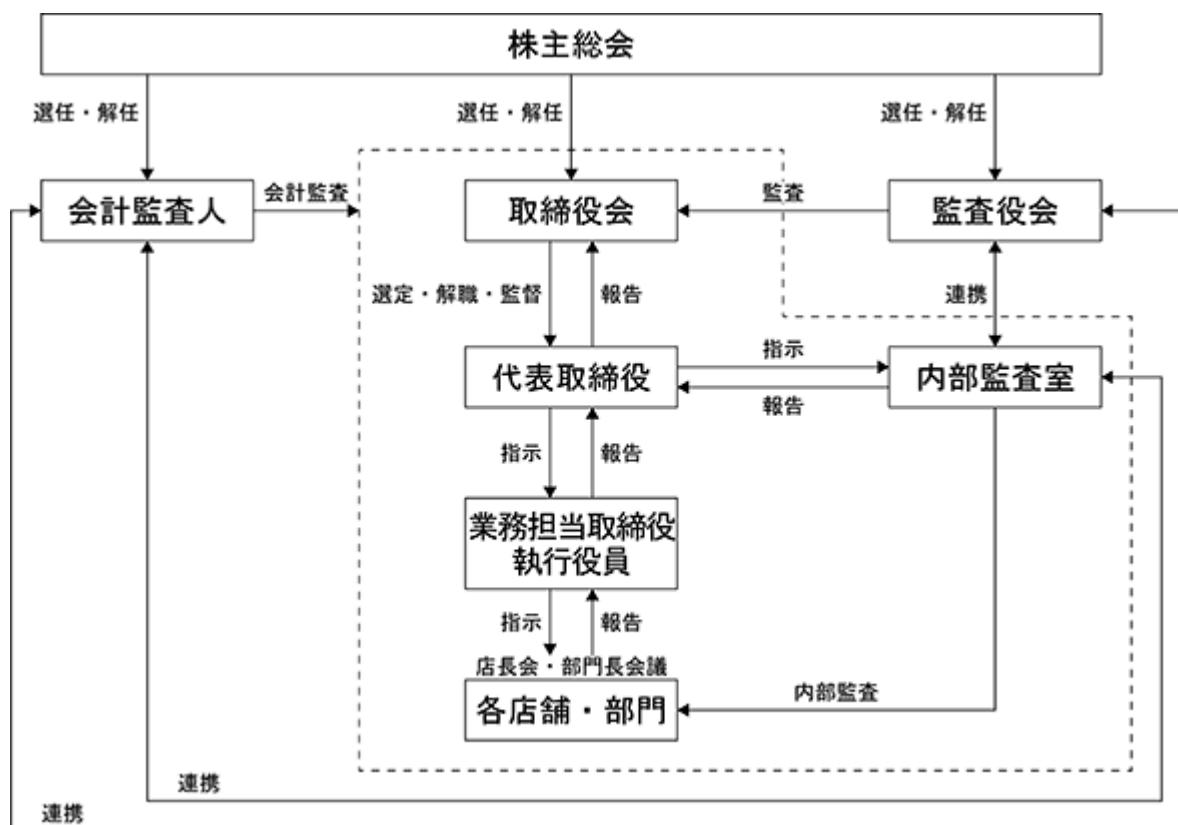 株主総会
選任・解任
選任・解任
選任・解任
会計監査人
会計監査
取締役会
監査
監査役会
選定・解職・監督
報告
連携
代表取締役
指示
報告
内部監査室
指示
報告
業務担当取締役
執行役員
指示
報告
店長会・部門長会議
各店舗・部門
内部監査
連携
連携